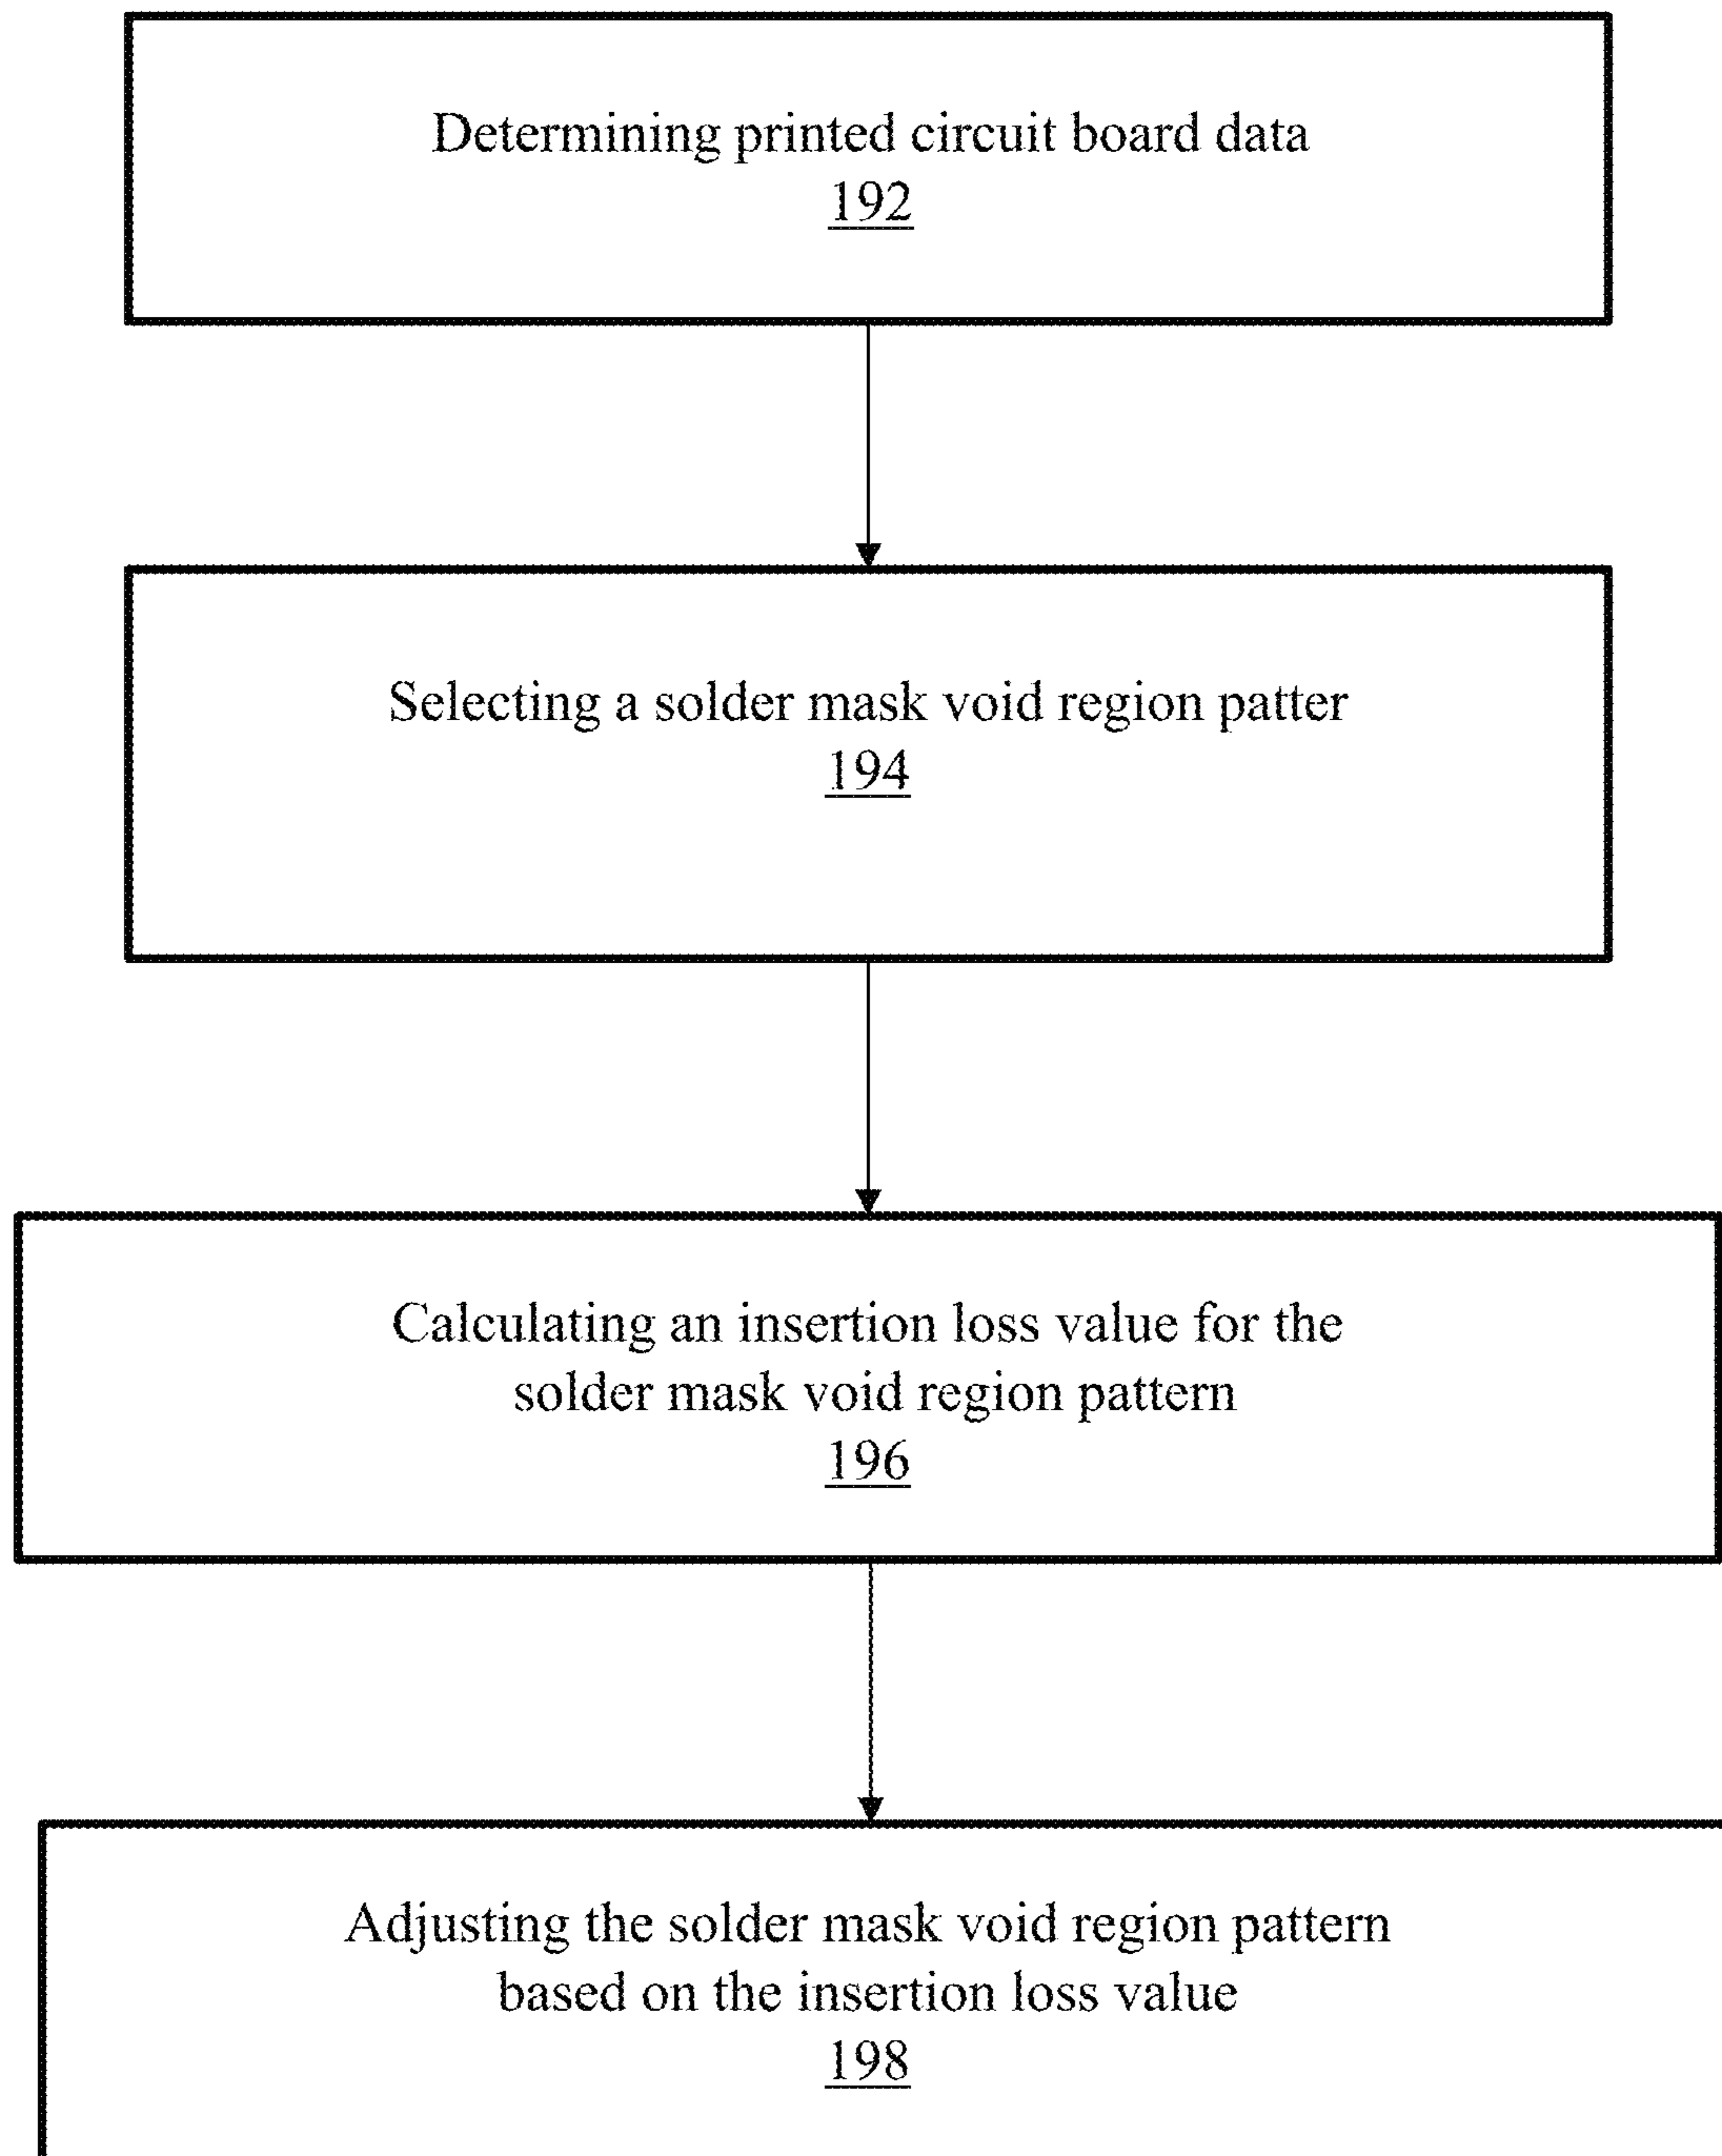 Determining printed circuit board data
192
Selecting a solder mask void region patter
194
Calculating an insertion loss value for the
solder mask void region pattern
196
Adjusting the solder mask void region pattern
based on the insertion loss value
198